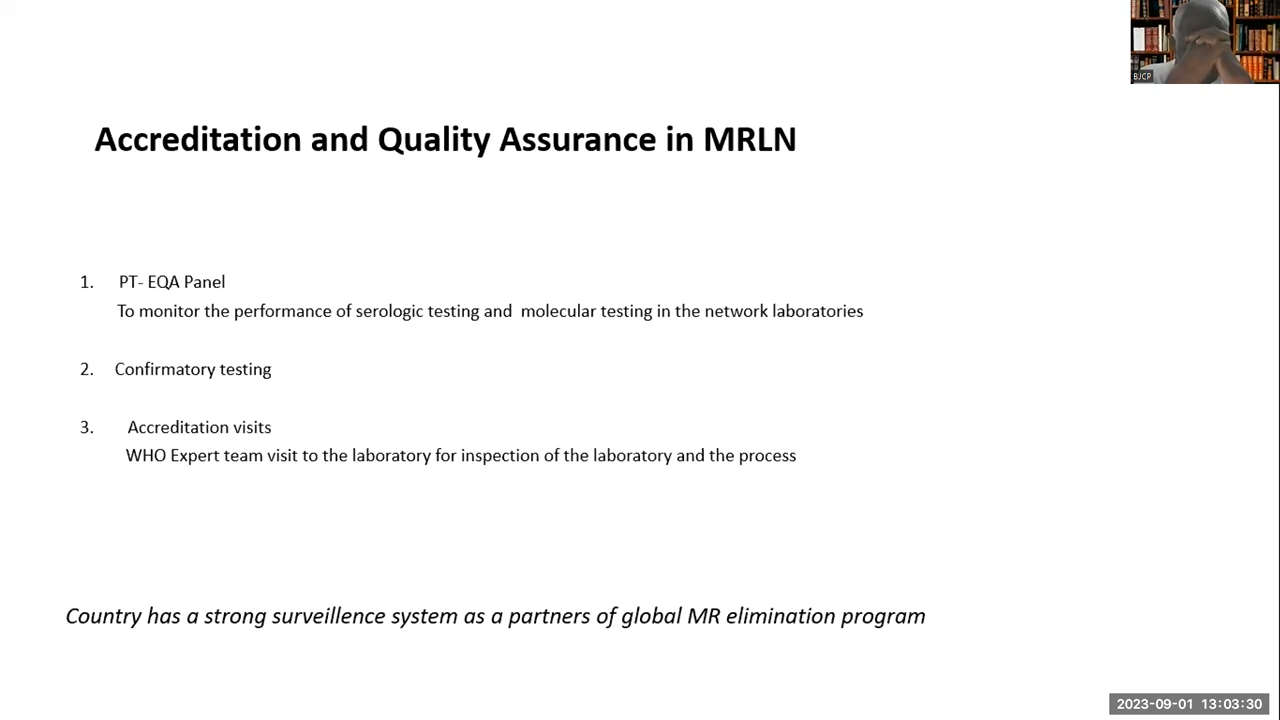 BJCP
Accreditation and Quality Assurance in MRLN
1. PT- EQA Panel
To monitor the performance of serologic testing and molecular testing in the network laboratories
2. Confirmatory testing
3. Accreditation visits
WHO Expert team visit to the laboratory for inspection of the laboratory and the process
Country has a strong surveillence system as a partners of global MR elimination program
2023-09-01 13:03:30